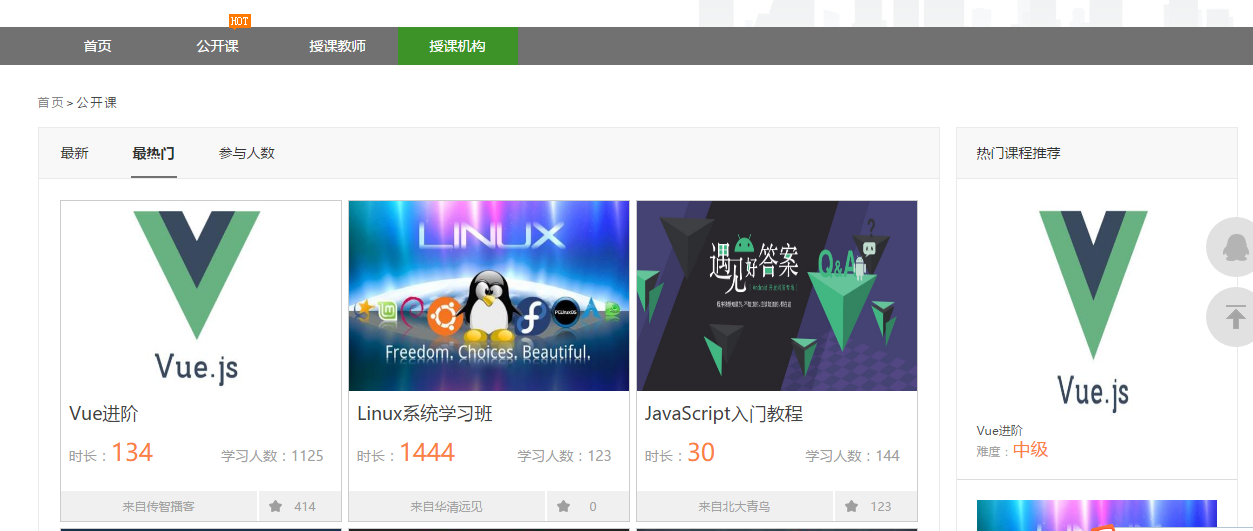 HOT
首页 公开课 授课教师 授课机构
首页 > 公开课
最新 最热门 参与人数
热门课程推荐
Vue.js
LINUX
Freedom. Choices. Beautiful.
遇见好答案
Q&A
Vue.js
Vue进阶
时长：134 学习人数：1125
来自传智播客 414
Linux系统学习班
时长：1444 学习人数：123
来自华清远见 0
JavaScript入门教程
时长：30 学习人数：144
来自北大青鸟 123
Vue进阶
难度：中级